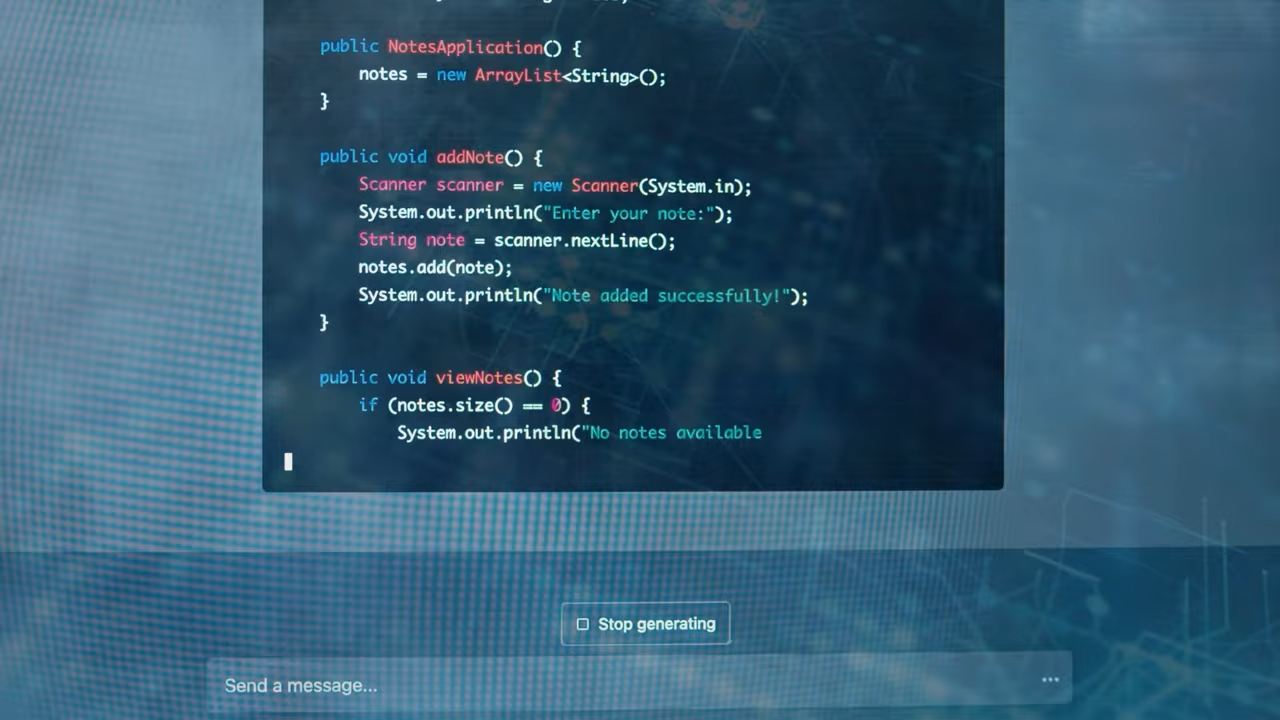 public NotesApplication() {
notes = new ArrayList<String>();
}
public void addNote() {
Scanner scanner = new Scanner(System.in);
System.out.println("Enter your note:");
String note = scanner.nextLine();
notes.add(note);
System.out.println("Note added successfully!");
}
public void viewNotes() {
if (notes.size() == 0) {
System.out.println("No notes available
Stop generating
Send a message...